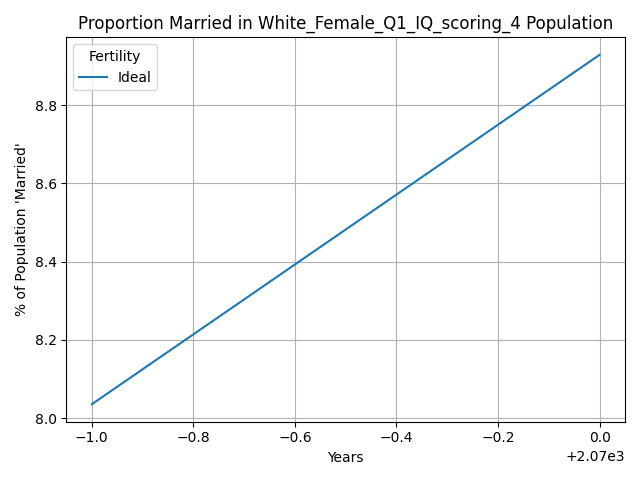 Proportion Married in White_Female_Q1_IQ_scoring_4 Population
Fertility
Ideal
% of Population 'Married'
8.8
8.6
8.4
8.2
8.0
−1.0
−0.8
−0.6
−0.4
−0.2
0.0
Years
+2.07e3